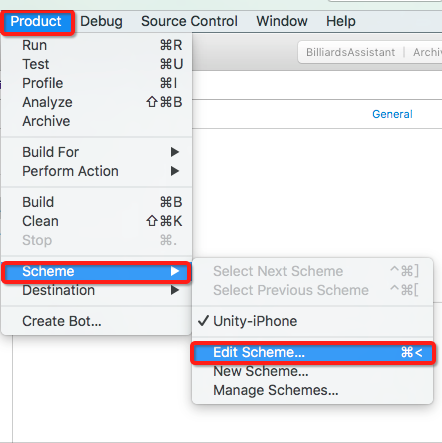 Product Debug Source Control Window Help
Run ⌘R
Test ⌘U
Profile ⌘I
Analyze ⇧⌘B
Archive
Build For ▶
Perform Action ▶
Build ⌘B
Clean ⇧⌘K
Stop ⌘.
Scheme ▶
Destination ▶
Create Bot...
BilliardsAssistant | Archi
General
Select Next Scheme ^⌘]
Select Previous Scheme ^⌘[
✓ Unity-iPhone
Edit Scheme... ⌘<
New Scheme...
Manage Schemes...